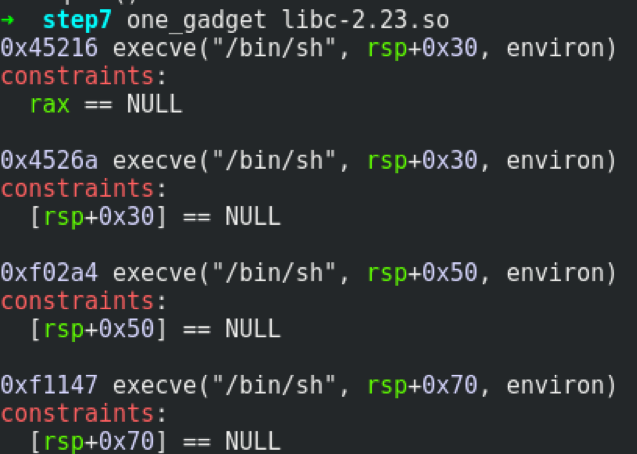 → step7 one_gadget libc-2.23.so
0x45216 execve("/bin/sh", rsp+0x30, environ)
constraints:
  rax == NULL

0x4526a execve("/bin/sh", rsp+0x30, environ)
constraints:
  [rsp+0x30] == NULL

0xf02a4 execve("/bin/sh", rsp+0x50, environ)
constraints:
  [rsp+0x50] == NULL

0xf1147 execve("/bin/sh", rsp+0x70, environ)
constraints:
  [rsp+0x70] == NULL